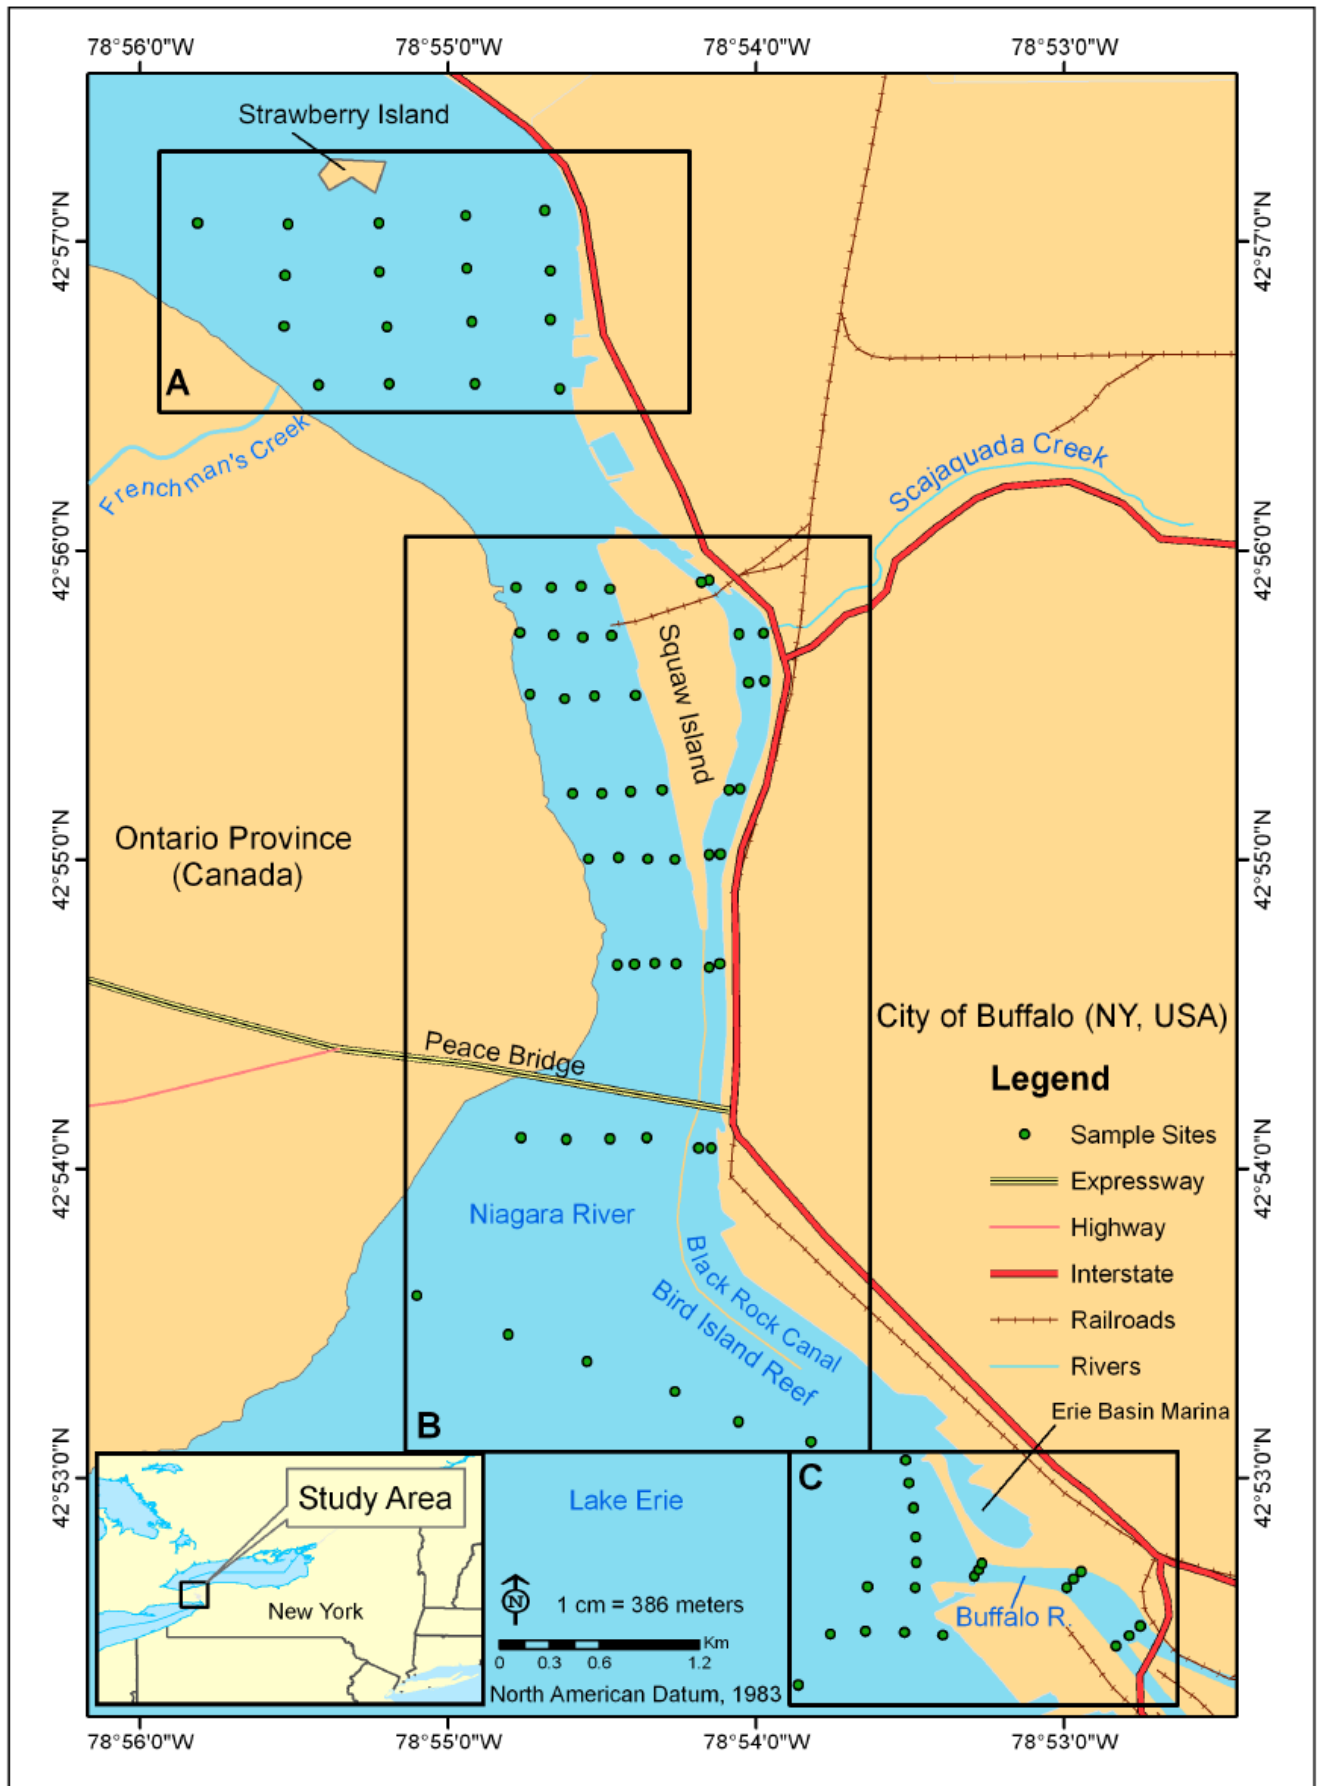 78°56'0"W 78°55'0"W 78°54'0"W 78°53'0"W
Strawberry Island
42°57'0"N 42°57'0"N
A
Frenchman's Creek
Scajaquada Creek
42°56'0"N 42°56'0"N
Squaw Island
Ontario Province
(Canada)
42°55'0"N 42°55'0"N
City of Buffalo (NY, USA)
Peace Bridge
Legend
Sample Sites
Expressway
Highway
Interstate
Railroads
Rivers
42°54'0"N 42°54'0"N
Niagara River
Black Rock Canal
Bird Island Reef
Erie Basin Marina
B
42°53'0"N 42°53'0"N
C
Study Area
New York
Lake Erie
N
1 cm = 386 meters
Km
0 0.3 0.6 1.2
North American Datum, 1983
Buffalo R.
78°56'0"W 78°55'0"W 78°54'0"W 78°53'0"W